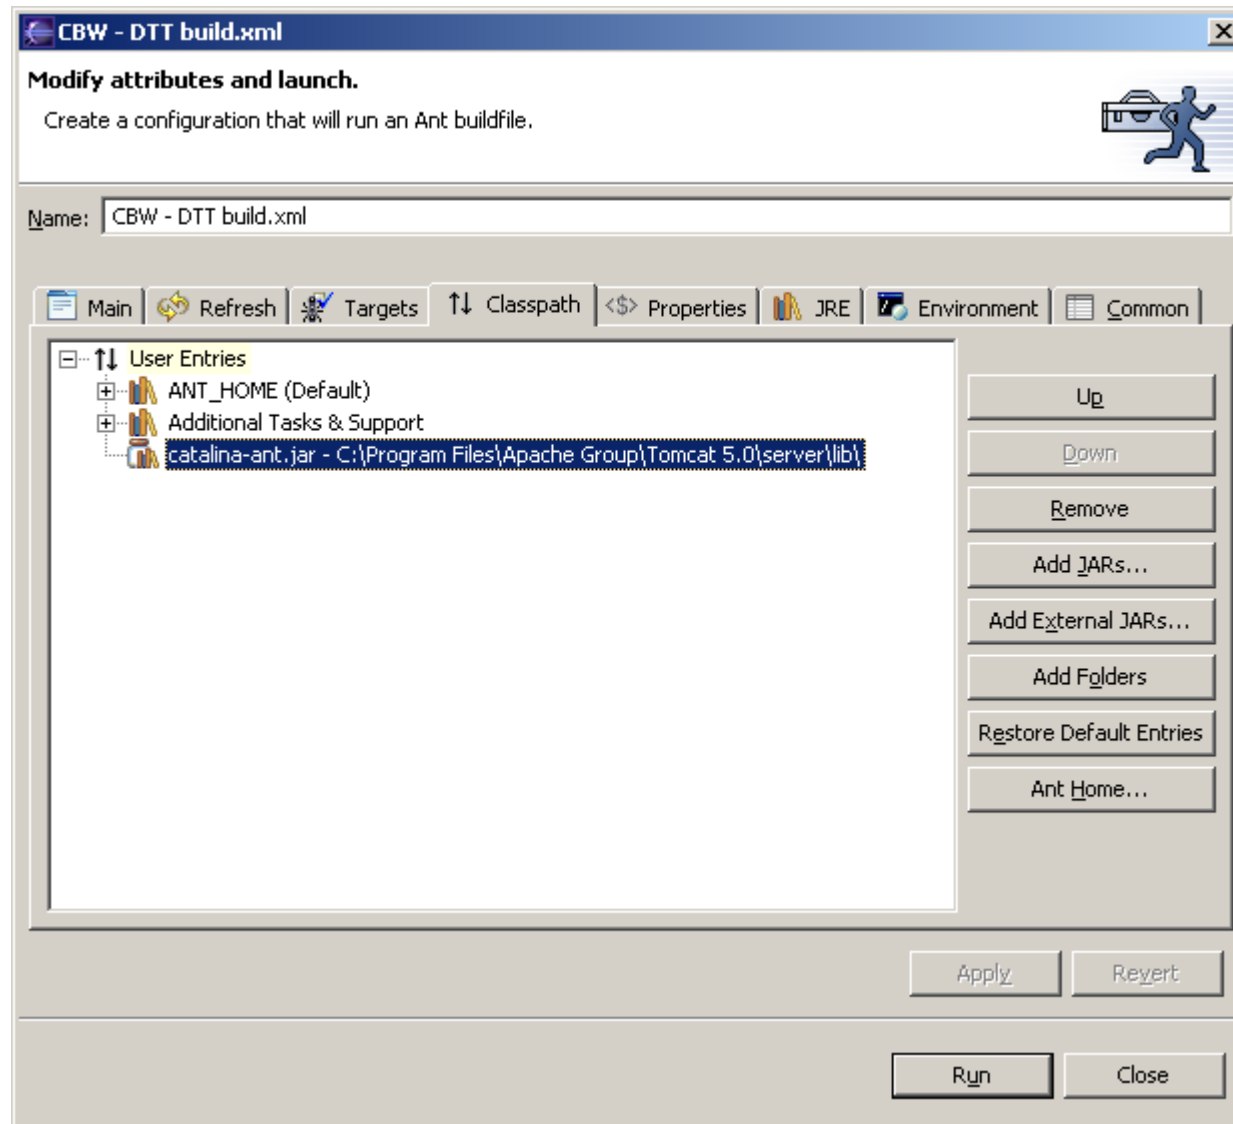 CBW - DTT build.xml
Modify attributes and launch.
Create a configuration that will run an Ant buildfile.
Name: CBW - DTT build.xml
Main Refresh Targets Classpath <$> Properties JRE Environment Common
User Entries
ANT_HOME (Default)
Additional Tasks & Support
catalina-ant.jar - C:\Program Files\Apache Group\Tomcat 5.0\server\lib\
Up
Down
Remove
Add JARs...
Add External JARs...
Add Folders
Restore Default Entries
Ant Home...
Apply Revert
Run Close